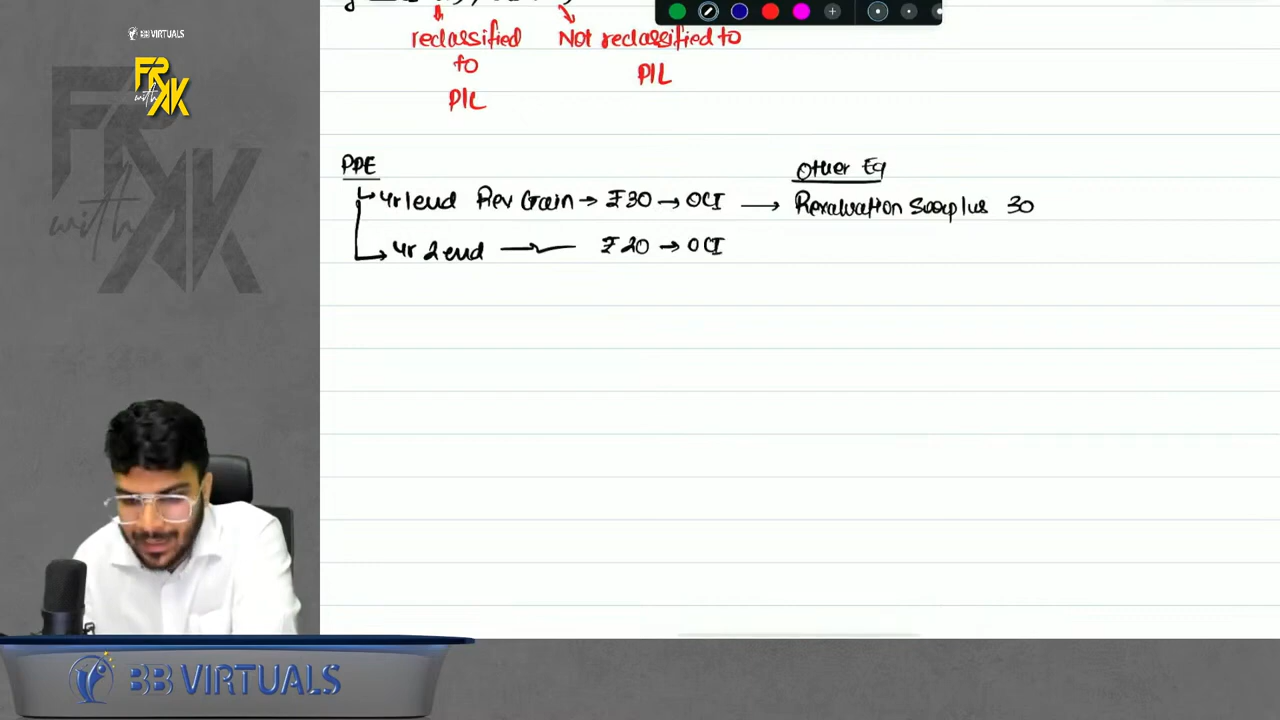 BB VIRTUALS
FR
with AK
reclassified
to
P/L
Not reclassified to
P/L
PPE
Yr 1 end Rev Gain → ₹30 → OCI → Revaluation Surplus 30
Other Eq
Yr 2 end → ₹20 → OCI
BB VIRTUALS